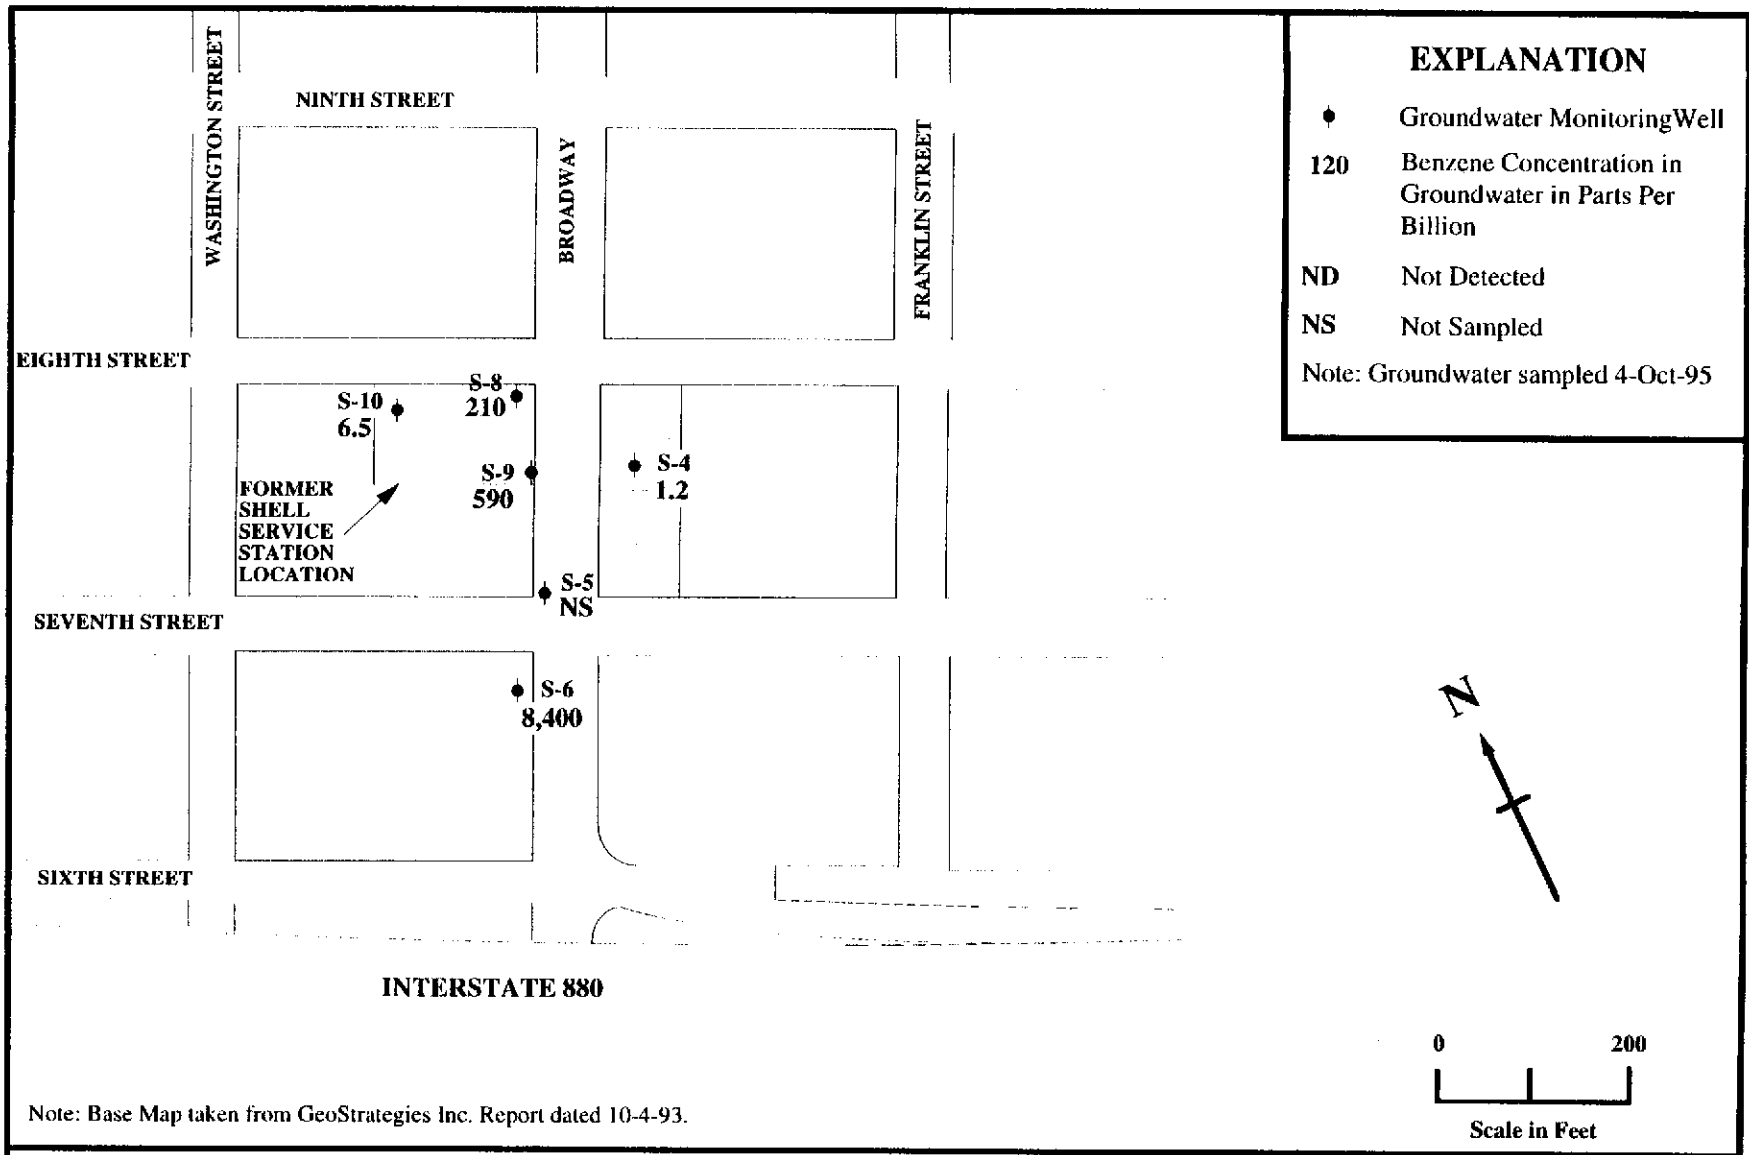 WASHINGTON STREET
NINTH STREET
BROADWAY
FRANKLIN STREET
EIGHTH STREET
S-10
6.5
S-8
210
S-9
590
S-4
1.2
FORMER
SHELL
SERVICE
STATION
LOCATION
S-5
NS
SEVENTH STREET
S-6
8,400
SIXTH STREET
INTERSTATE 880
Note: Base Map taken from GeoStrategies Inc. Report dated 10-4-93.
EXPLANATION
Groundwater MonitoringWell
120 Benzene Concentration in
Groundwater in Parts Per
Billion
ND Not Detected
NS Not Sampled
Note: Groundwater sampled 4-Oct-95
N
0 200
Scale in Feet